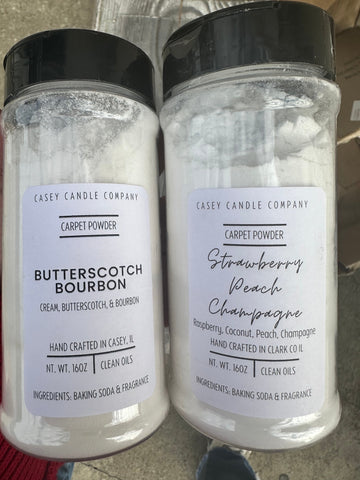 CASEY CANDLE COMPANY
CARPET POWDER
BUTTERSCOTCH
BOURBON
CREAM, BUTTERSCOTCH, & BOURBON
HAND CRAFTED IN CASEY, IL
NT. WT. 16OZ CLEAN OILS
INGREDIENTS: BAKING SODA & FRAGRANCE
CASEY CANDLE COMPANY
CARPET POWDER
Strawberry
Peach
Champagne
Raspberry, Coconut, Peach, Champagne
HAND CRAFTED IN CLARK CO IL
NT. WT. 16OZ CLEAN OILS
INGREDIENTS: BAKING SODA & FRAGRANCE